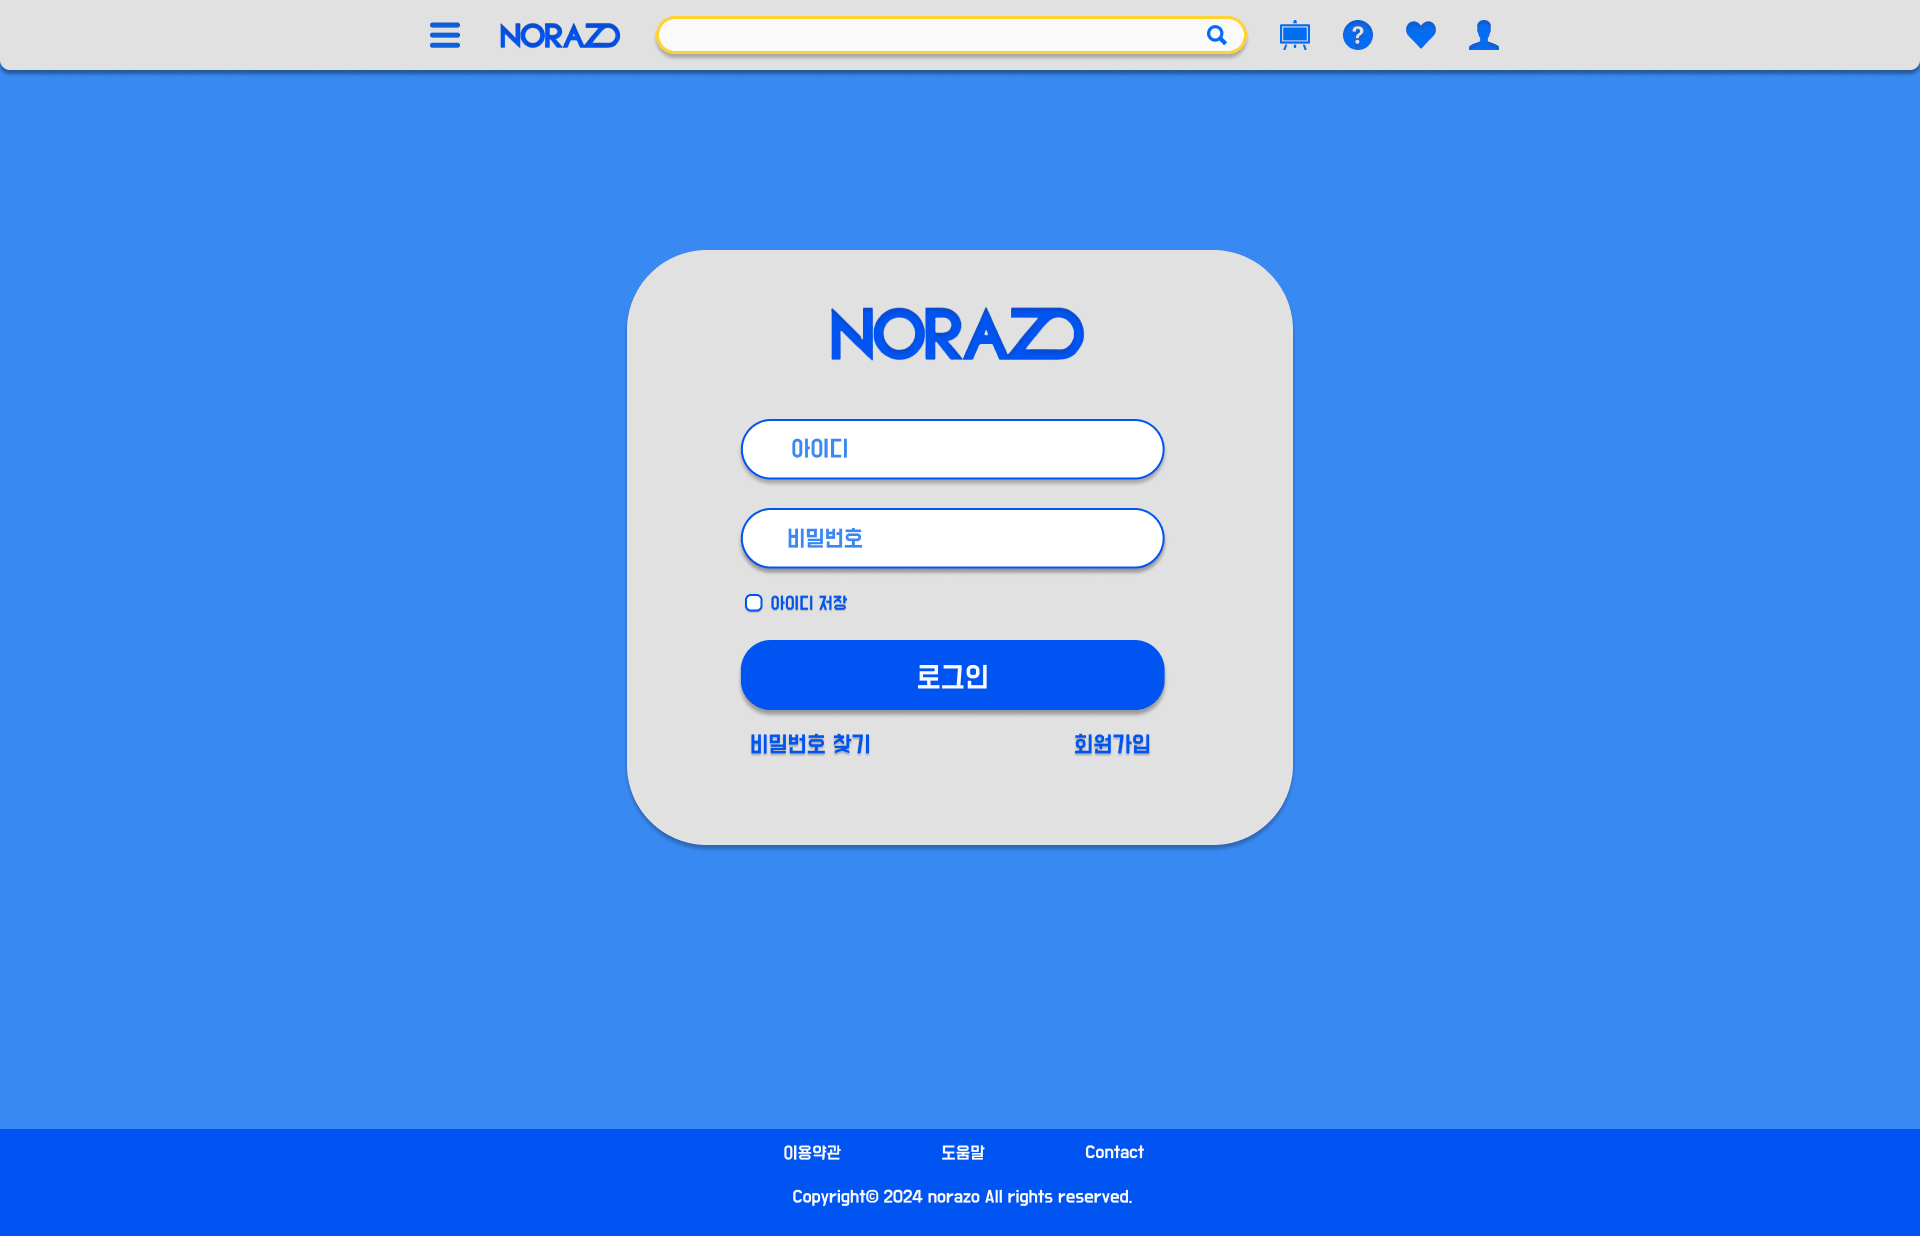 NORAZO
NORAZO
아이디
비밀번호
아이디 저장
로그인
비밀번호 찾기 회원가입
이용약관 도움말 Contact
Copyright© 2024 norazo All rights reserved.